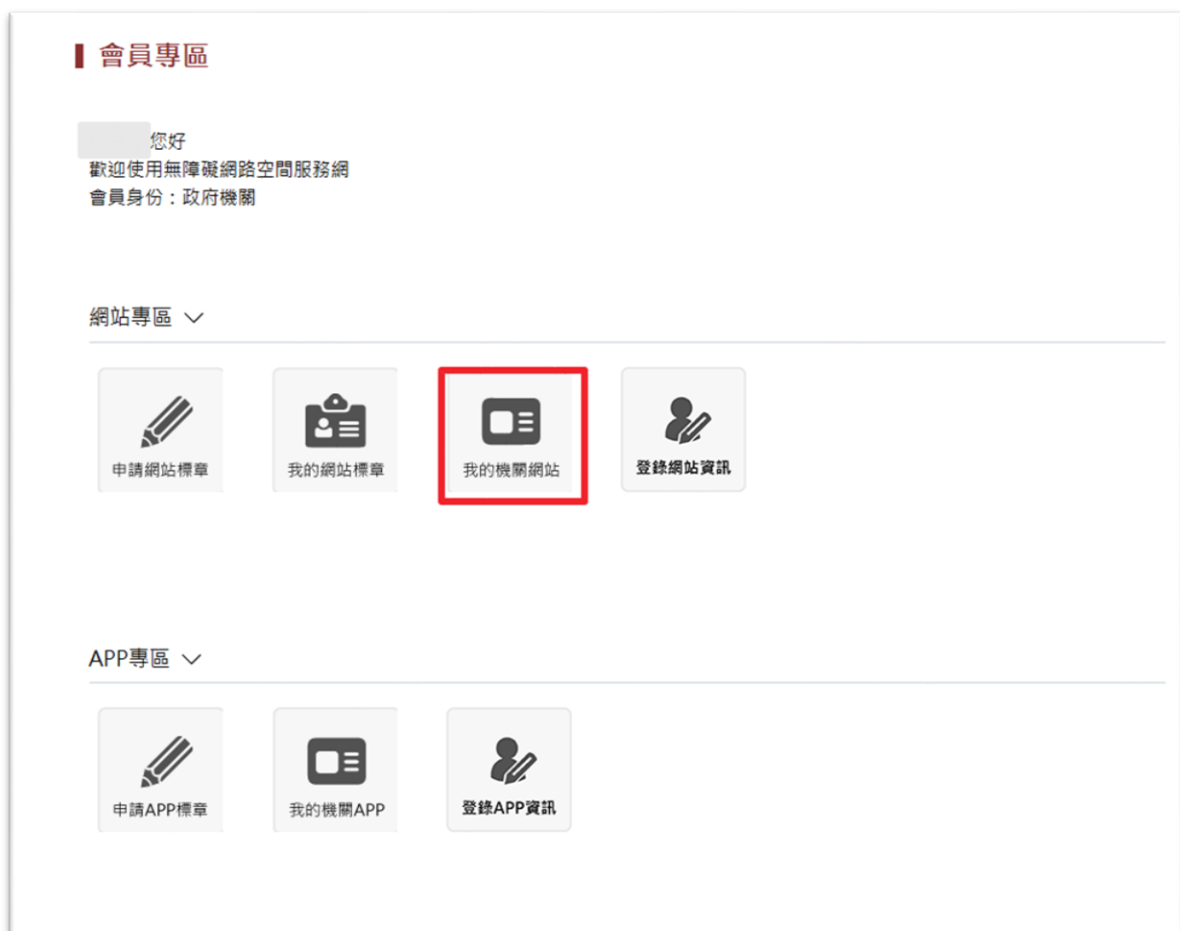 會員專區
您好
歡迎使用無障礙網路空間服務網
會員身份：政府機關
網站專區
申請網站標章
我的網站標章
我的機關網站
登錄網站資訊
APP專區
申請APP標章
我的機關APP
登錄APP資訊